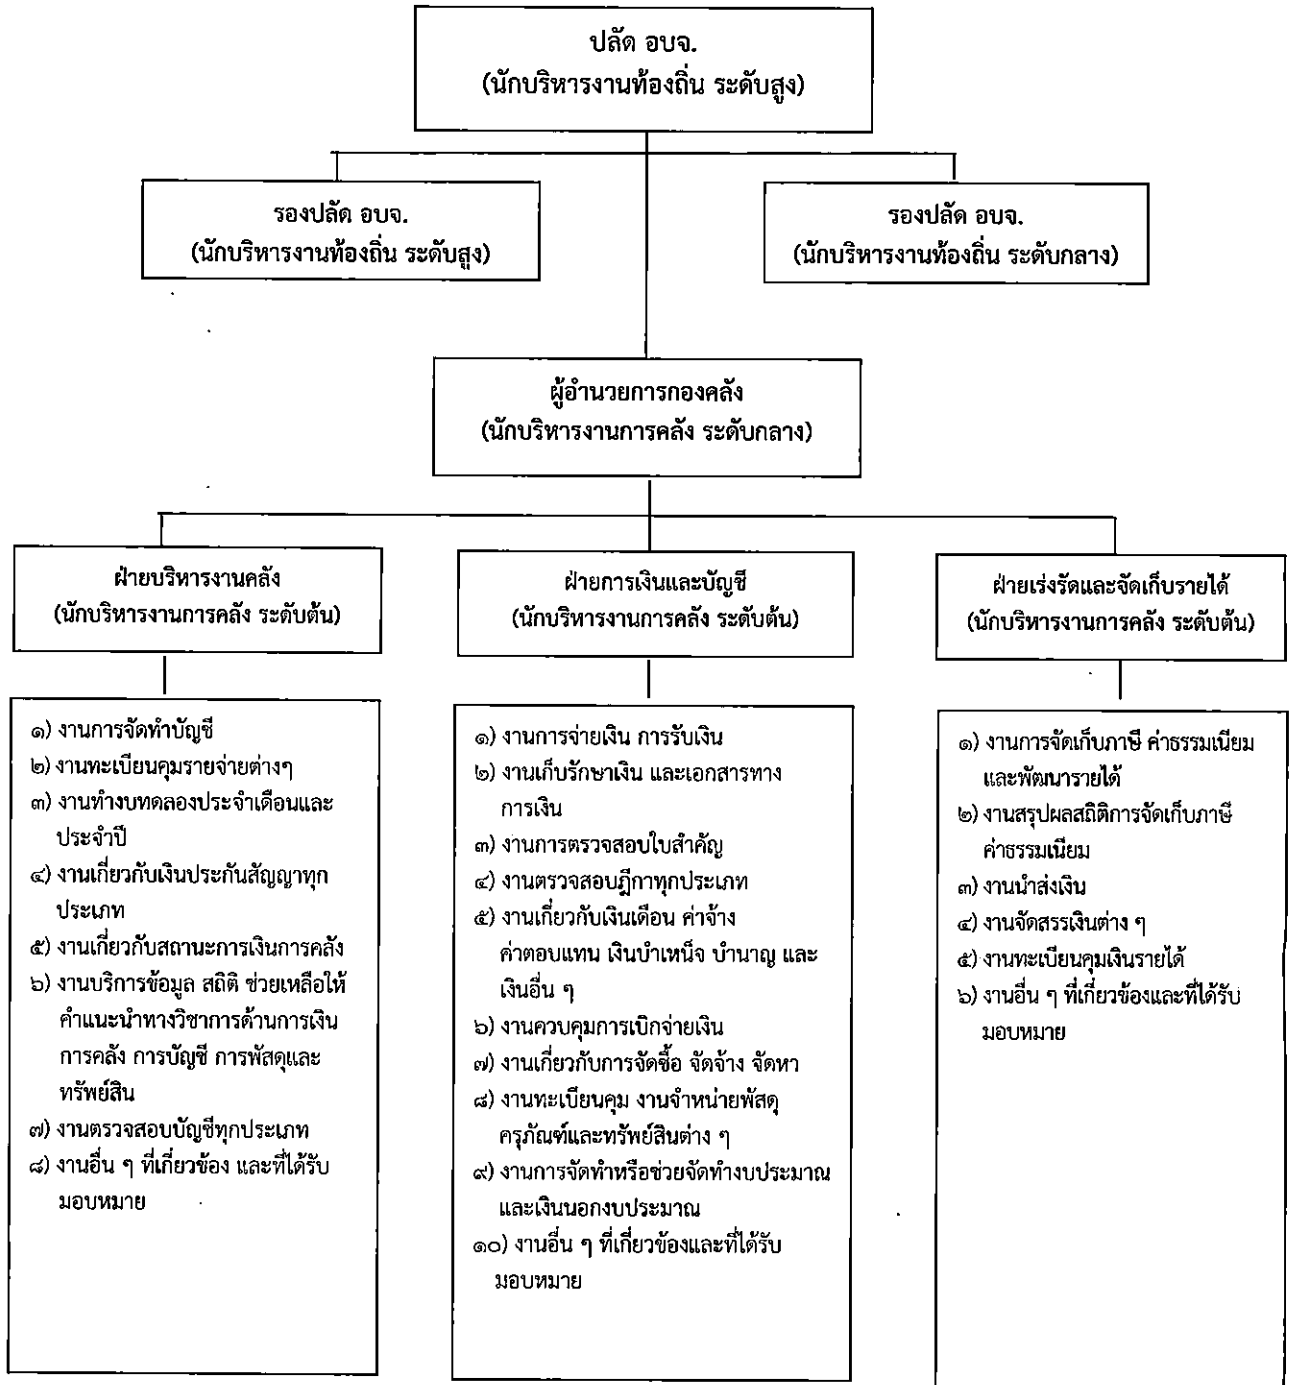 ปลัด อบจ.
(นักบริหารงานท้องถิ่น ระดับสูง)
รองปลัด อบจ.
(นักบริหารงานท้องถิ่น ระดับสูง)
รองปลัด อบจ.
(นักบริหารงานท้องถิ่น ระดับกลาง)
ผู้อำนวยการกองคลัง
(นักบริหารงานการคลัง ระดับกลาง)
ฝ่ายบริหารงานคลัง
(นักบริหารงานการคลัง ระดับต้น)
ฝ่ายการเงินและบัญชี
(นักบริหารงานการคลัง ระดับต้น)
ฝ่ายเร่งรัดและจัดเก็บรายได้
(นักบริหารงานการคลัง ระดับต้น)
๑) งานการจัดทำบัญชี
๒) งานทะเบียนคุมรายจ่ายต่างๆ
๓) งานทำงบทดลองประจำเดือนและ
ประจำปี
๔) งานเกี่ยวกับเงินประกันสัญญาทุก
ประเภท
๕) งานเกี่ยวกับสถานะการเงินการคลัง
๖) งานบริการข้อมูล สถิติ ช่วยเหลือให้
คำแนะนำทางวิชาการด้านการเงิน
การคลัง การบัญชี การพัสดุและ
ทรัพย์สิน
๗) งานตรวจสอบบัญชีทุกประเภท
๘) งานอื่น ๆ ที่เกี่ยวข้อง และที่ได้รับ
มอบหมาย
๑) งานการจ่ายเงิน การรับเงิน
๒) งานเก็บรักษาเงิน และเอกสารทาง
การเงิน
๓) งานการตรวจสอบใบสำคัญ
๔) งานตรวจสอบฎีกาทุกประเภท
๕) งานเกี่ยวกับเงินเดือน ค่าจ้าง
ค่าตอบแทน เงินบำเหน็จ บำนาญ และ
เงินอื่น ๆ
๖) งานควบคุมการเบิกจ่ายเงิน
๗) งานเกี่ยวกับการจัดซื้อ จัดจ้าง จัดหา
๘) งานทะเบียนคุม งานจำหน่ายพัสดุ
ครุภัณฑ์และทรัพย์สินต่าง ๆ
๙) งานการจัดทำหรือช่วยจัดทำงบประมาณ
และเงินนอกงบประมาณ
๑๐) งานอื่น ๆ ที่เกี่ยวข้องและที่ได้รับ
มอบหมาย
๑) งานการจัดเก็บภาษี ค่าธรรมเนียม
และพัฒนารายได้
๒) งานสรุปผลสถิติการจัดเก็บภาษี
ค่าธรรมเนียม
๓) งานนำส่งเงิน
๔) งานจัดสรรเงินต่าง ๆ
๕) งานทะเบียนคุมเงินรายได้
๖) งานอื่น ๆ ที่เกี่ยวข้องและที่ได้รับ
มอบหมาย